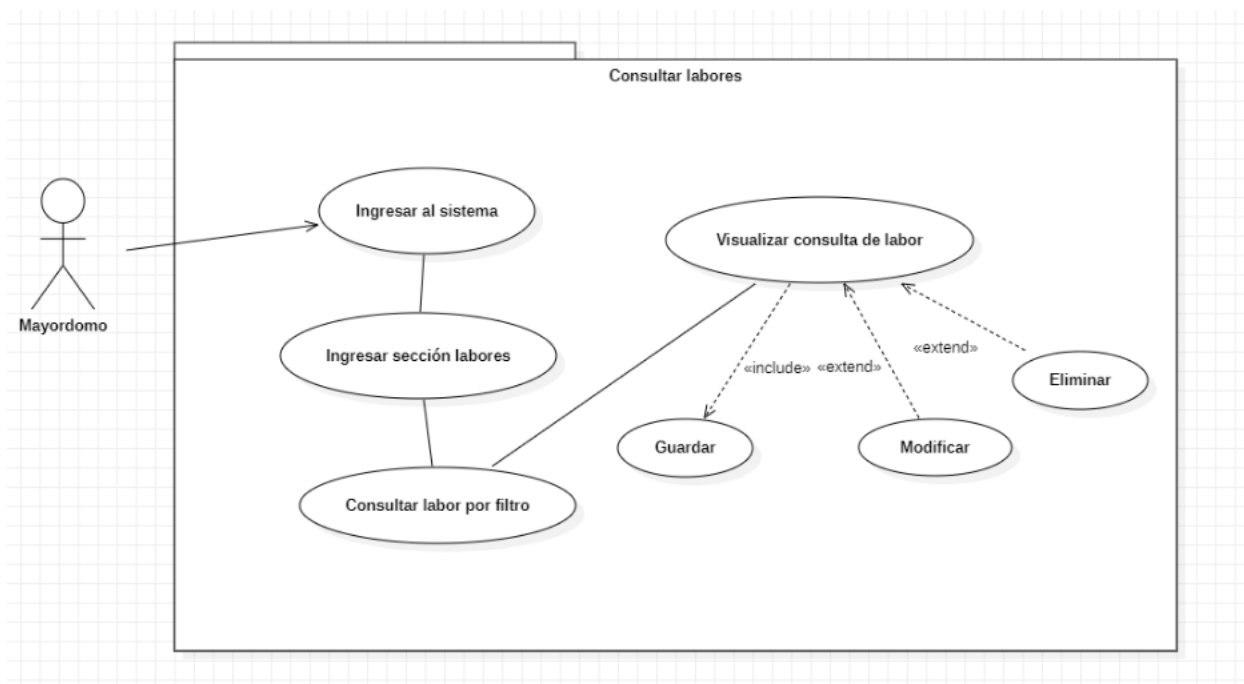 Consultar labores
Ingresar al sistema
Visualizar consulta de labor
Mayordomo
Ingresar sección labores
«include» «extend»
«extend»
Eliminar
Guardar
Modificar
Consultar labor por filtro